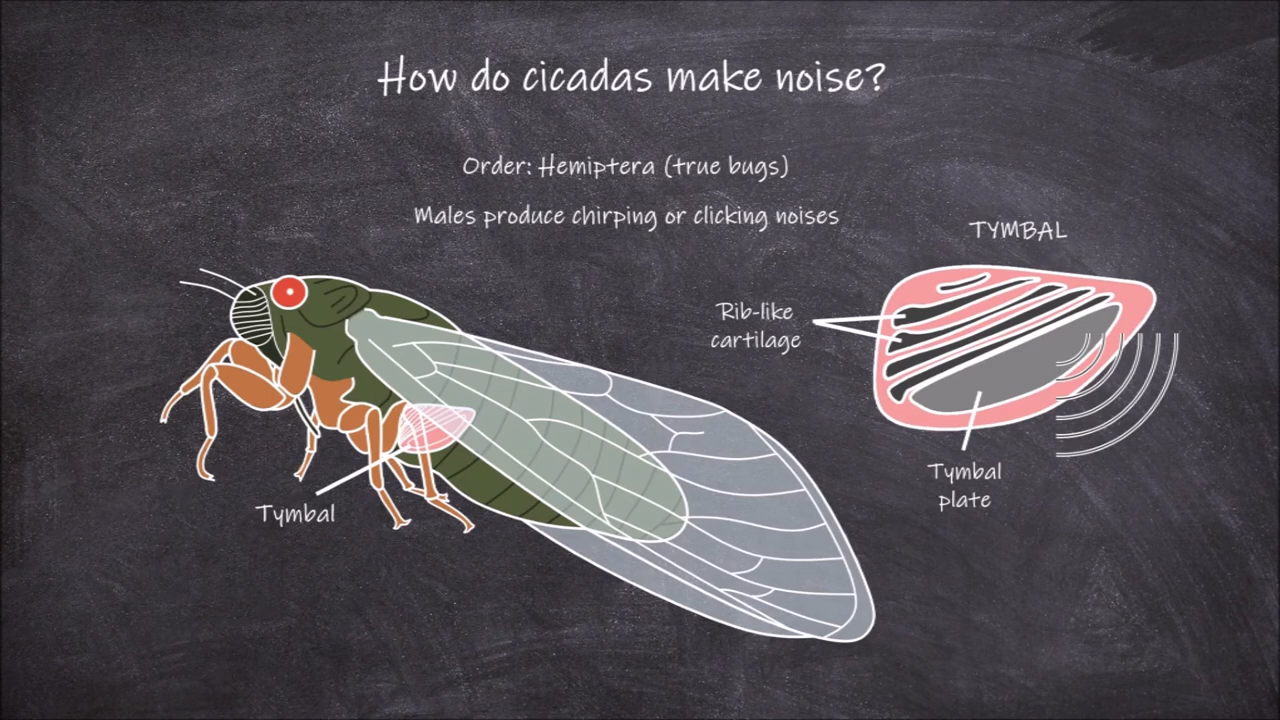 How do cicadas make noise?
Order: Hemiptera (true bugs)
Males produce chirping or clicking noises
TYMBAL
Rib-like
cartilage
Tymbal
plate
Tymbal